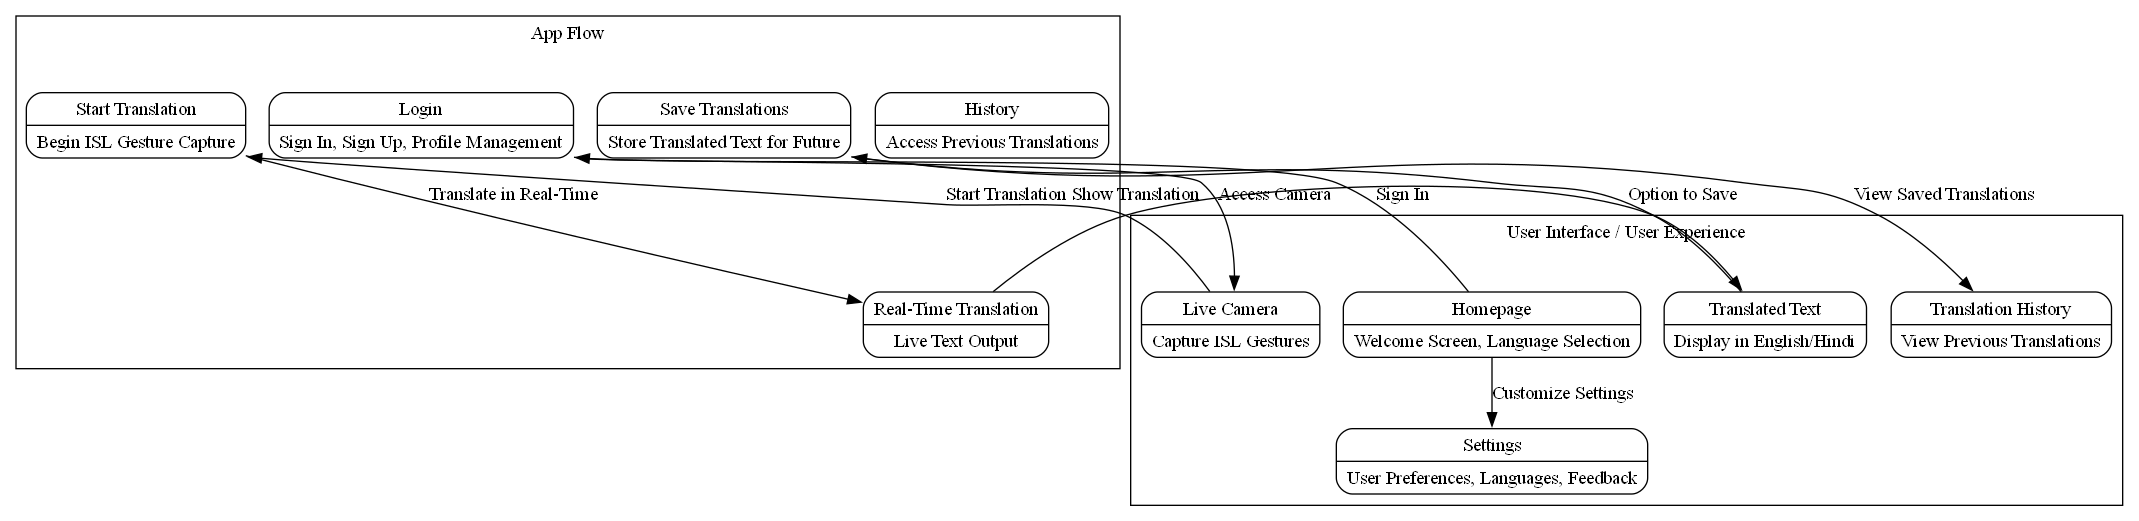 App Flow
Start Translation
Begin ISL Gesture Capture
Login
Sign In, Sign Up, Profile Management
Save Translations
Store Translated Text for Future
History
Access Previous Translations
Translate in Real-Time
Start Translation
Show Translation
Access Camera
Sign In
Option to Save
View Saved Translations
User Interface / User Experience
Real-Time Translation
Live Text Output
Live Camera
Capture ISL Gestures
Homepage
Welcome Screen, Language Selection
Translated Text
Display in English/Hindi
Translation History
View Previous Translations
Customize Settings
Settings
User Preferences, Languages, Feedback